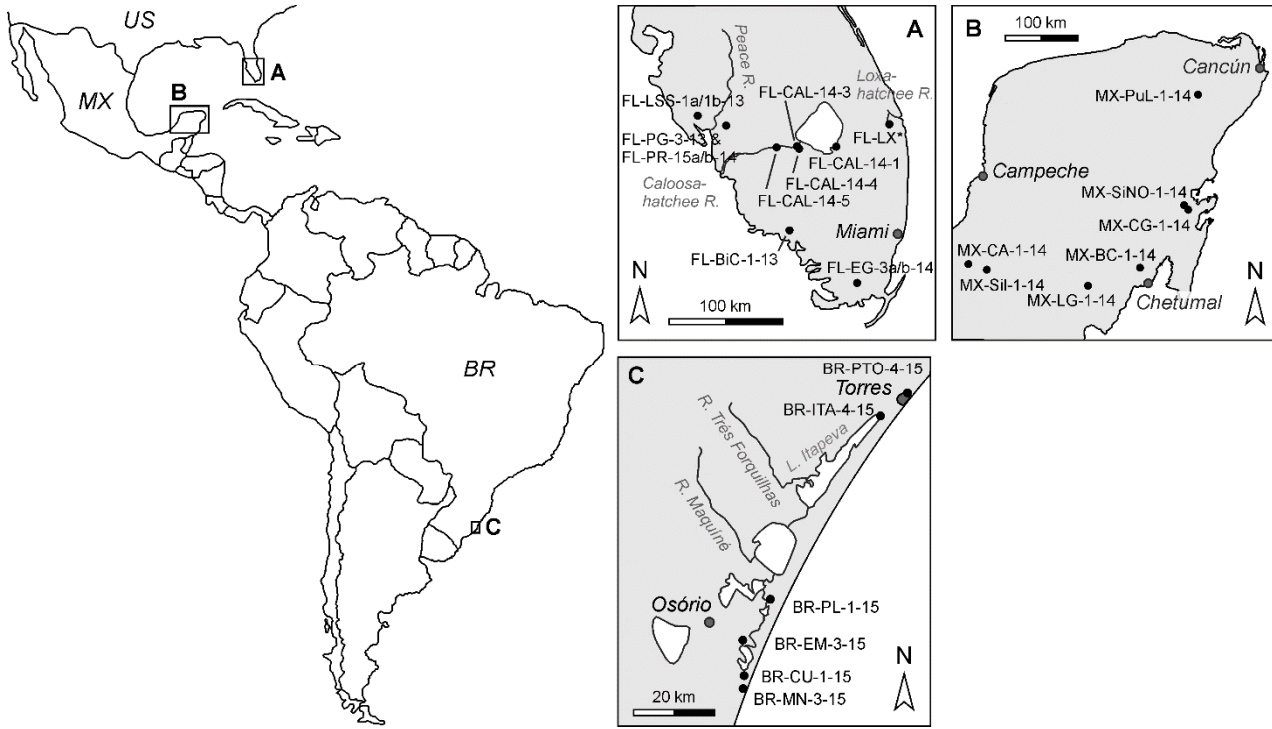 US
MX
A
B
BR
C
A
Peace R.
Loxa-
hatchee R.
FL-LSS-1a/1b-13
FL-CAL-14-3
FL-PG-3-13 &
FL-PR-15a/b-14
FL-LX*
FL-CAL-14-1
FL-CAL-14-4
FL-CAL-14-5
Caloosa-
hatchee R.
Miami
FL-BiC-1-13
FL-EG-3a/b-14
N
100 km
B
100 km
Cancún
MX-PuL-1-14
Campeche
MX-SiNO-1-14
MX-CG-1-14
MX-CA-1-14
MX-BC-1-14
MX-Sil-1-14
MX-LG-1-14
Chetumal
N
C
BR-PTO-4-15
Torres
BR-ITA-4-15
L. Itapeva
R. Trés Forquilhas
R. Maquíné
Osório
BR-PL-1-15
BR-EM-3-15
BR-CU-1-15
BR-MN-3-15
N
20 km